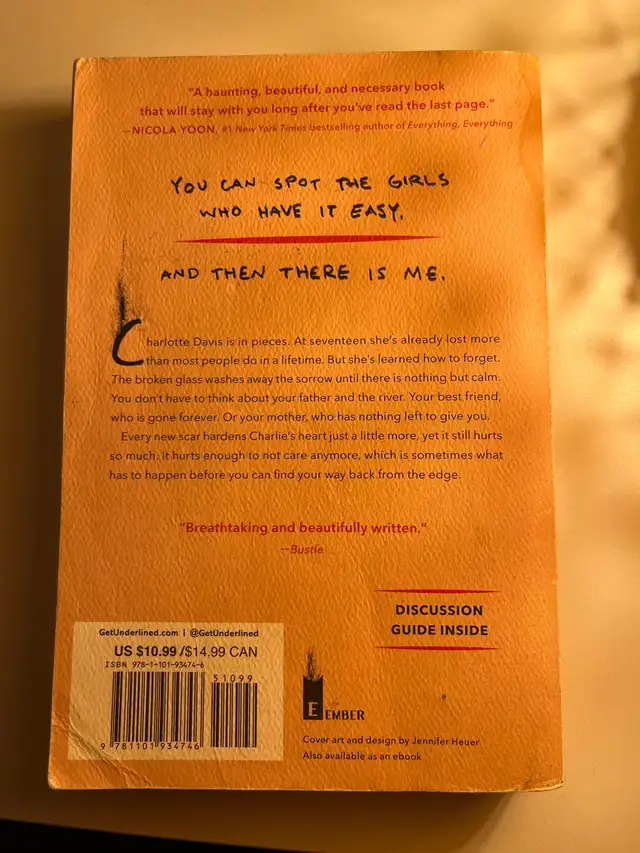 "A haunting, beautiful, and necessary book
that will stay with you long after you've read the last page."
—NICOLA YOON, #1 New York Times bestselling author of Everything, Everything
YOU CAN SPOT THE GIRLS
WHO HAVE IT EASY.
AND THEN THERE IS ME.
Charlotte Davis is in pieces. At seventeen she's already lost more
than most people do in a lifetime. But she's learned how to forget.
The broken glass washes away the sorrow until there is nothing but calm.
You don't have to think about your father and the river. Your best friend,
who is gone forever. Or your mother, who has nothing left to give you.
Every new scar hardens Charlie's heart just a little more, yet it still hurts
so much. It hurts enough to not care anymore, which is sometimes what
has to happen before you can find your way back from the edge.
"Breathtaking and beautifully written."
—Bustle
DISCUSSION
GUIDE INSIDE
GetUnderlined.com | @GetUnderlined
US $10.99 /$14.99 CAN
ISBN 978-1-101-93474-6
51099
9 781101 934746
E EMBER
Cover art and design by Jennifer Heuer
Also available as an ebook